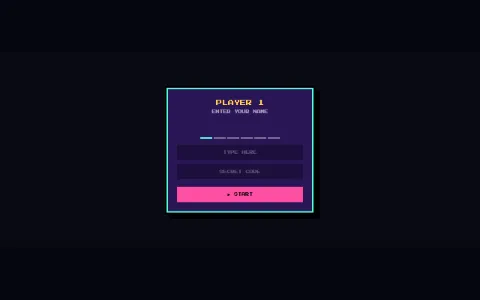 PLAYER 1
ENTER YOUR NAME
TYPE HERE
SECRET CODE
▶ START